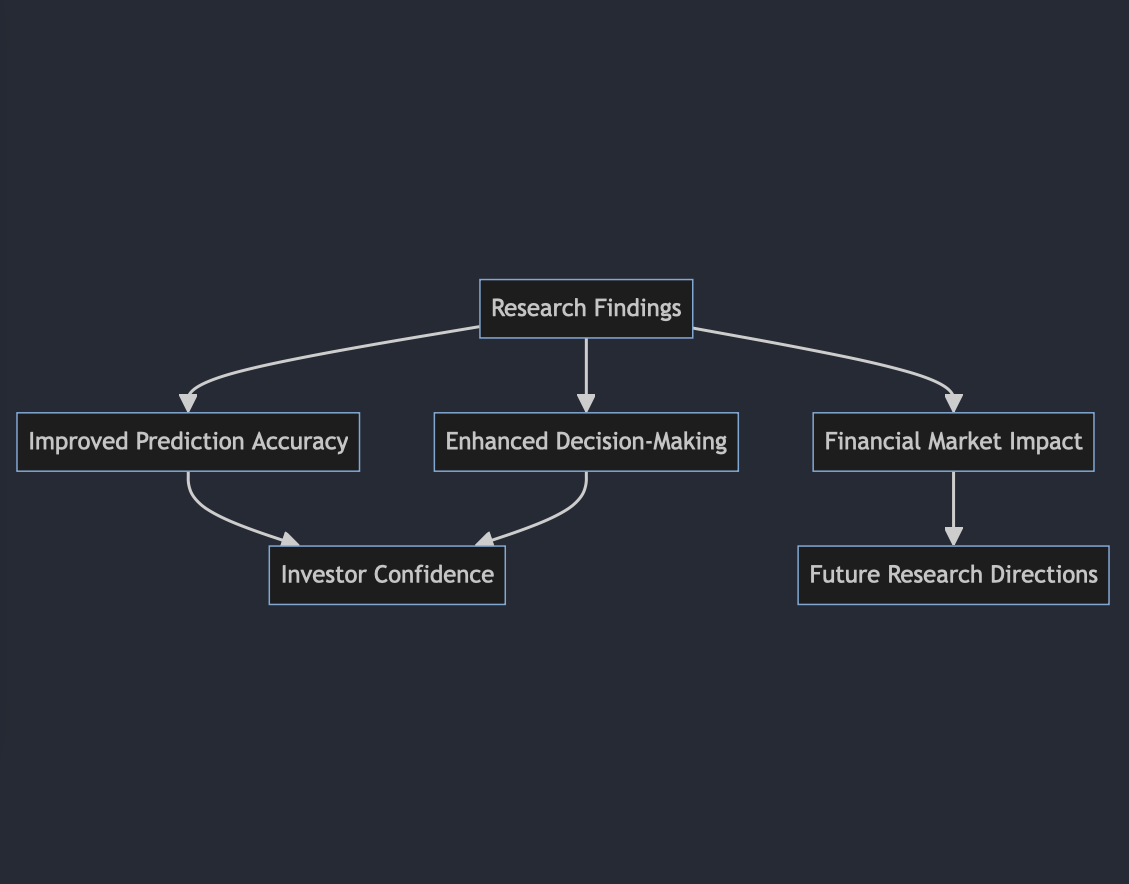 Research Findings
Improved Prediction Accuracy
Enhanced Decision-Making
Financial Market Impact
Investor Confidence
Future Research Directions